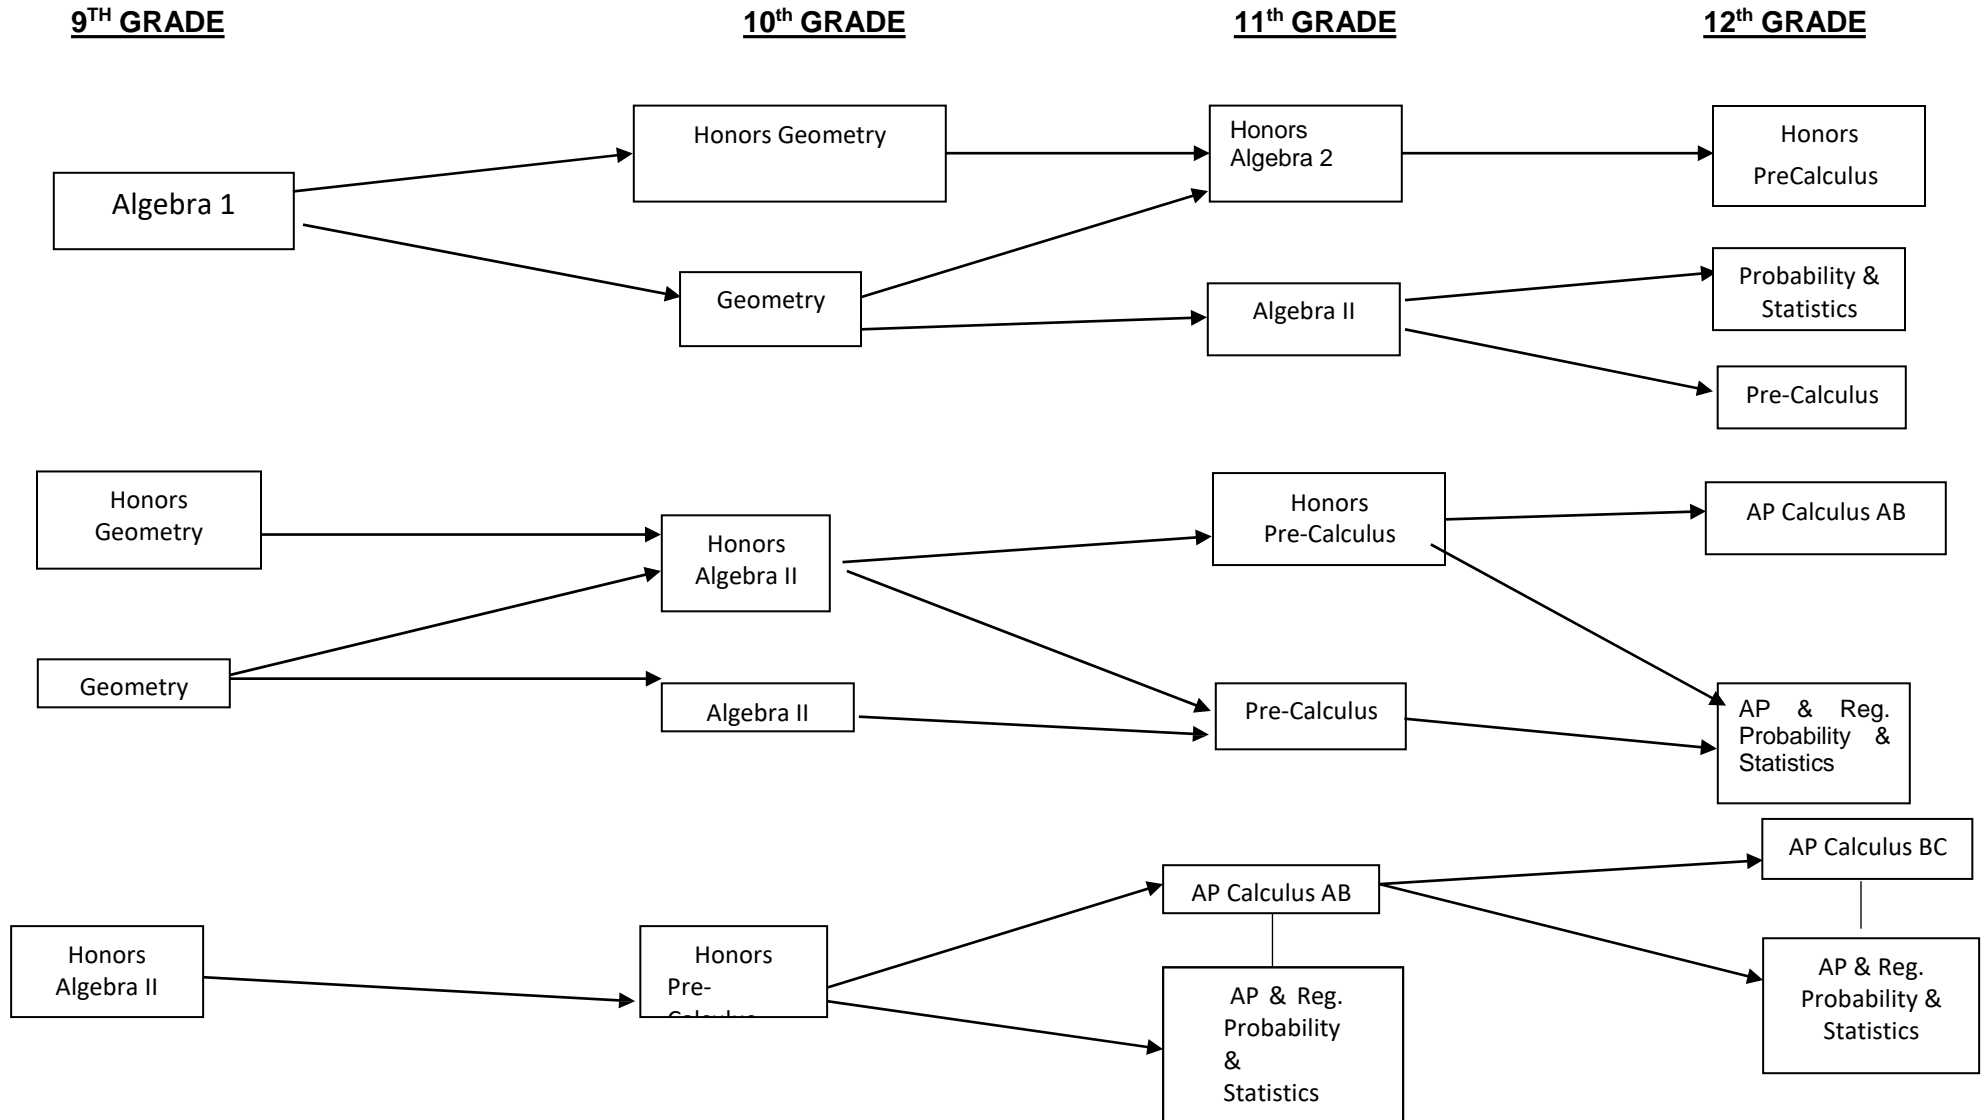 9TH GRADE
10th GRADE
11th GRADE
12th GRADE
Algebra 1
Honors Geometry
Honors
Algebra 2
Honors
PreCalculus
Geometry
Algebra II
Probability &
Statistics
Pre-Calculus
Honors
Geometry
Honors
Algebra II
Honors
Pre-Calculus
AP Calculus AB
Geometry
Algebra II
Pre-Calculus
AP & Reg.
Probability &
Statistics
Honors
Algebra II
Honors
Pre-
AP Calculus AB
AP & Reg.
Probability
&
Statistics
AP Calculus BC
AP & Reg.
Probability &
Statistics